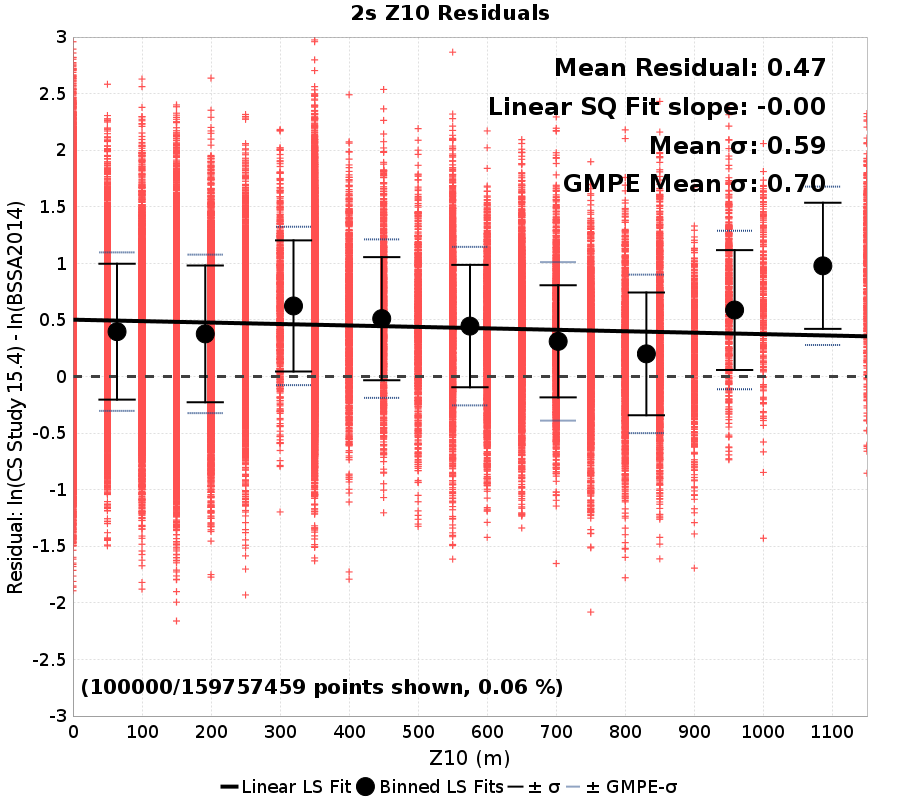 2s Z10 Residuals
Mean Residual: 0.47
Linear SQ Fit slope: -0.00
Mean σ: 0.59
GMPE Mean σ: 0.70
Residual: ln(CS Study 15.4) - ln(BSSA2014)
3
2.5
2
1.5
1
0.5
0
-0.5
-1
-1.5
-2
-2.5
-3
(100000/159757459 points shown, 0.06 %)
0 100 200 300 400 500 600 700 800 900 1000 1100
Z10 (m)
Linear LS Fit Binned LS Fits ± σ ± GMPE-σ